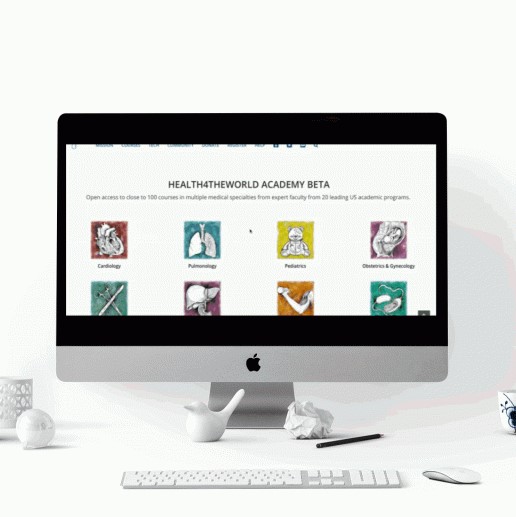 MISSION COURSES TECH COMMUNITY DONATE REGISTER HELP
HEALTH4THEWORLD ACADEMY BETA
Open access to close to 100 courses in multiple medical specialties from expert faculty from 20 leading US academic programs.
Cardiology Pulmonology Pediatrics Obstetrics & Gynecology